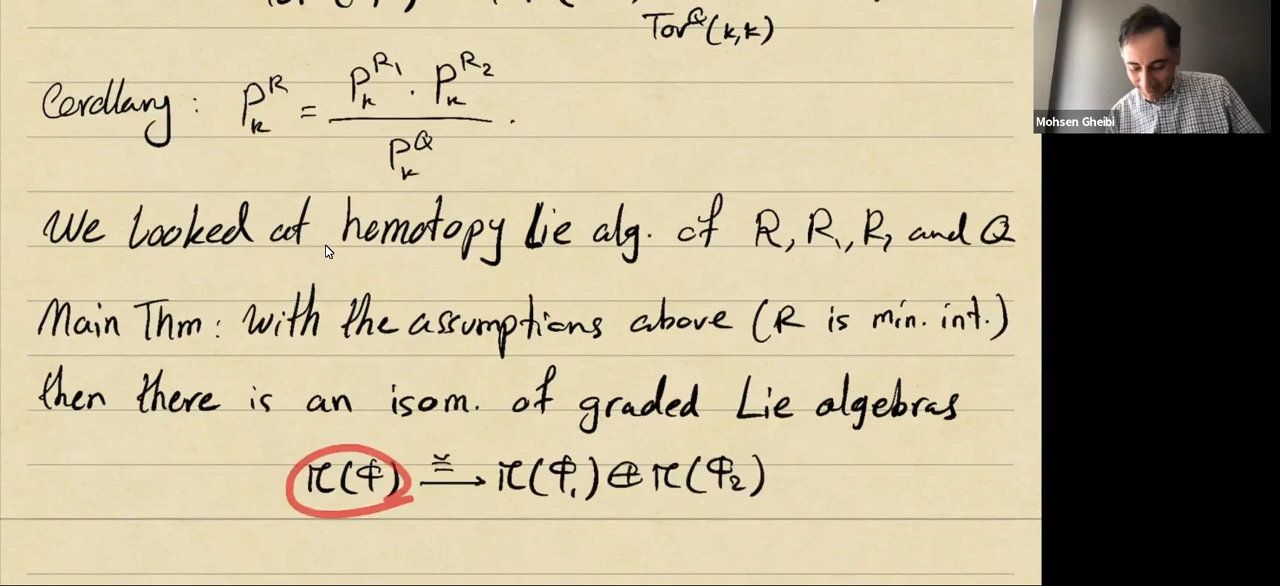 Tor^Q(k,k)
Corollary: P_k^R = P_k^{R_1} · P_k^{R_2} / P_k^Q .
We looked at homotopy Lie alg. of R, R_1, R_2 and Q
Main Thm: with the assumptions above (R is min. int.)
then there is an isom. of graded Lie algebras
π(φ) ≅→ π(φ_1) ⊕ π(φ_2)
Mohsen Gheibi